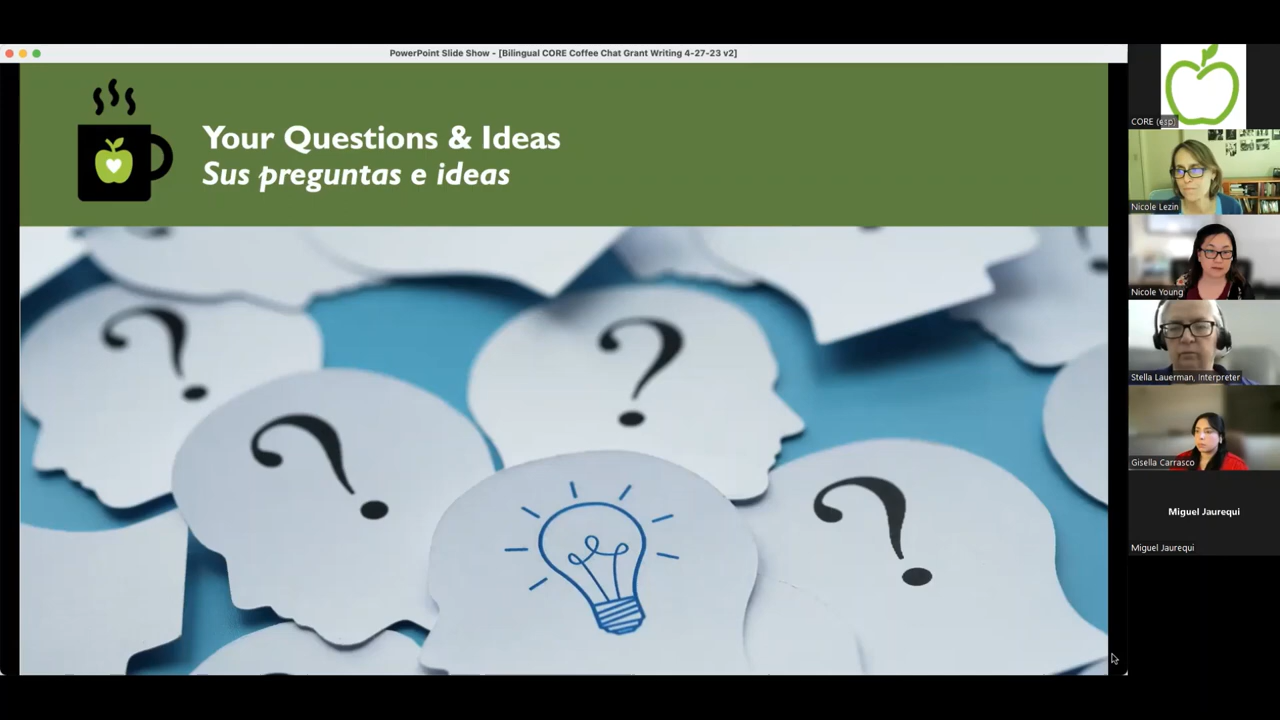 PowerPoint Slide Show - [Bilingual CORE Coffee Chat Grant Writing 4-27-23 v2]
Your Questions & Ideas
Sus preguntas e ideas
?
?
?
?
CORE (esp)
Nicole Lezin
Nicole Young
Stella Lauerman, Interpreter
Gisella Carrasco
Miguel Jaurequi
Miguel Jaurequi